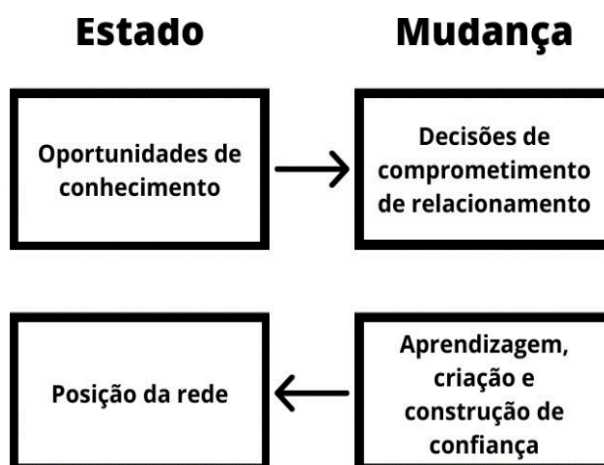 Estado
Mudança
Oportunidades de
conhecimento
Decisões de
comprometimento
de relacionamento
Posição da rede
Aprendizagem,
criação e
construção de
confiança